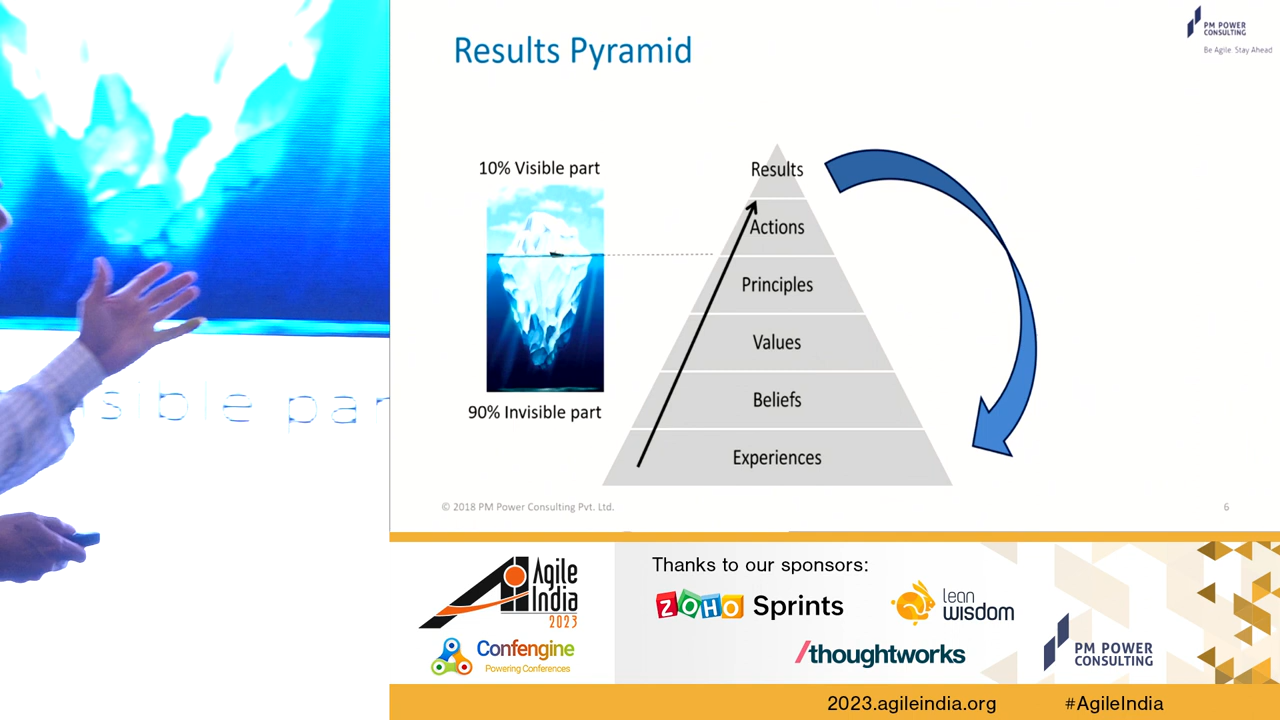 Results Pyramid
PM POWER
CONSULTING
Be Agile Stay Ahead
10% Visible part
90% Invisible part
Results
Actions
Principles
Values
Beliefs
Experiences
© 2018 PM Power Consulting Pvt. Ltd.
6
sible par
Agile
India
2023
Confengine
Powering Conferences
Thanks to our sponsors:
ZOHO Sprints
lean
wisdom
/thoughtworks
PM POWER
CONSULTING
2023.agileindia.org
#AgileIndia